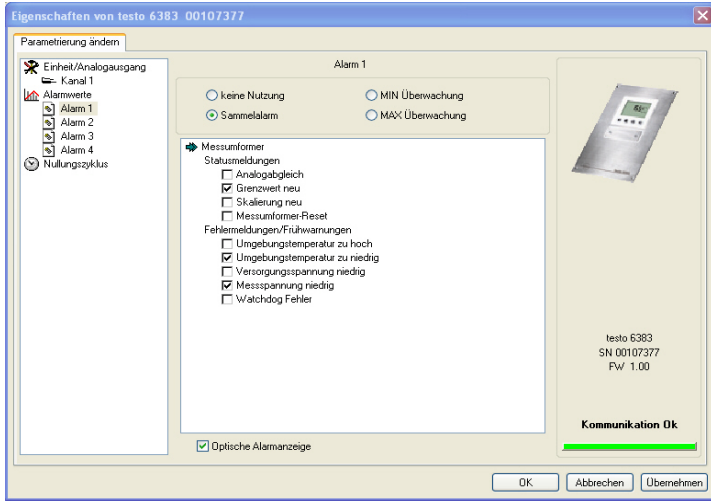 Eigenschaften von testo 6383 00107377
Parametrierung ändern
Einheit/Analogausgang
Kanal 1
Alarmwerte
Alarm 1
Alarm 2
Alarm 3
Alarm 4
Nullungszyklus
Alarm 1
keine Nutzung
MIN Überwachung
Sammelalarm
MAX Überwachung
Messumformer
Statusmeldungen
Analogabgleich
Grenzwert neu
Skalierung neu
Messumformer-Reset
Fehlermeldungen/Frühwarnungen
Umgebungstemperatur zu hoch
Umgebungstemperatur zu niedrig
Versorgungsspannung niedrig
Messspannung niedrig
Watchdog Fehler
Optische Alarmanzeige
testo 6383
SN 00107377
FW 1.00
Kommunikation Ok
OK
Abbrechen
Übernehmen